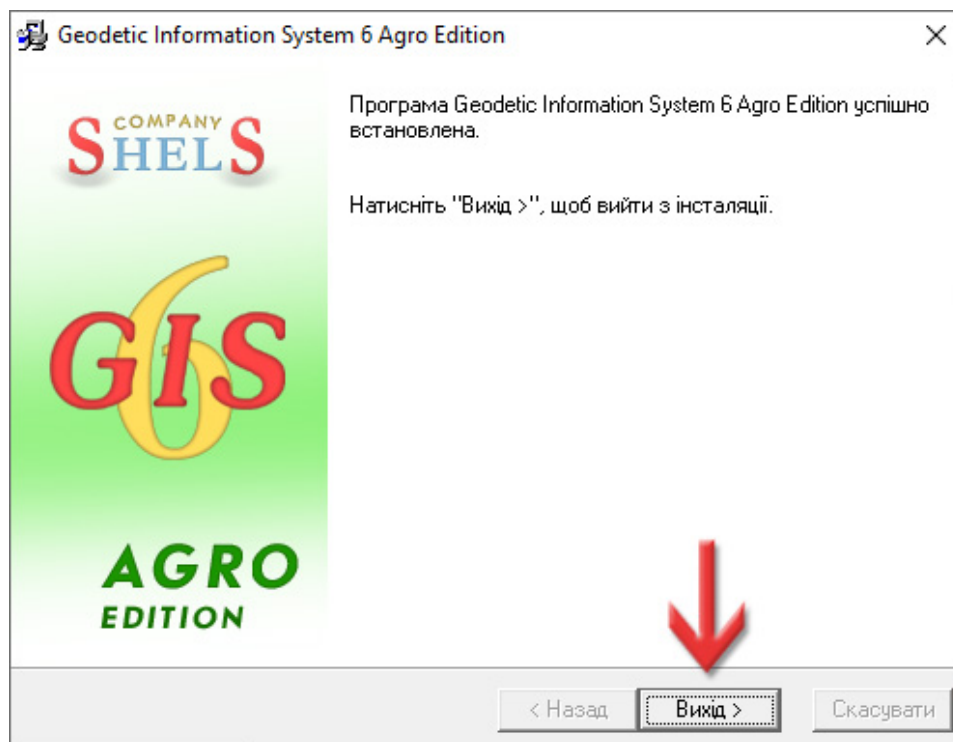 Geodetic Information System 6 Agro Edition
COMPANY
SHELS
Програма Geodetic Information System 6 Agro Edition успішно
встановлена.
Натисніть "Вихід >", щоб вийти з інсталяції.
GIS
6
AGRO
EDITION
< Назад
Вихід >
Скасувати